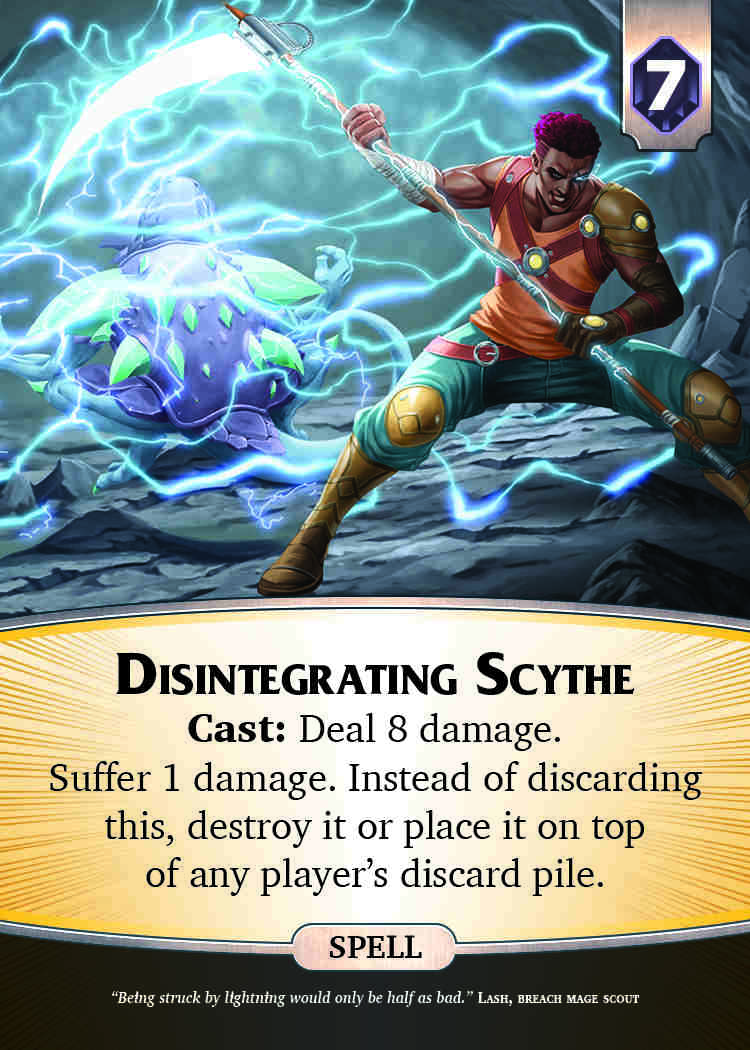 7
Disintegrating Scythe
Cast: Deal 8 damage.
Suffer 1 damage. Instead of discarding
this, destroy it or place it on top
of any player’s discard pile.
SPELL
“Being struck by lightning would only be half as bad.” Lash, breach mage scout